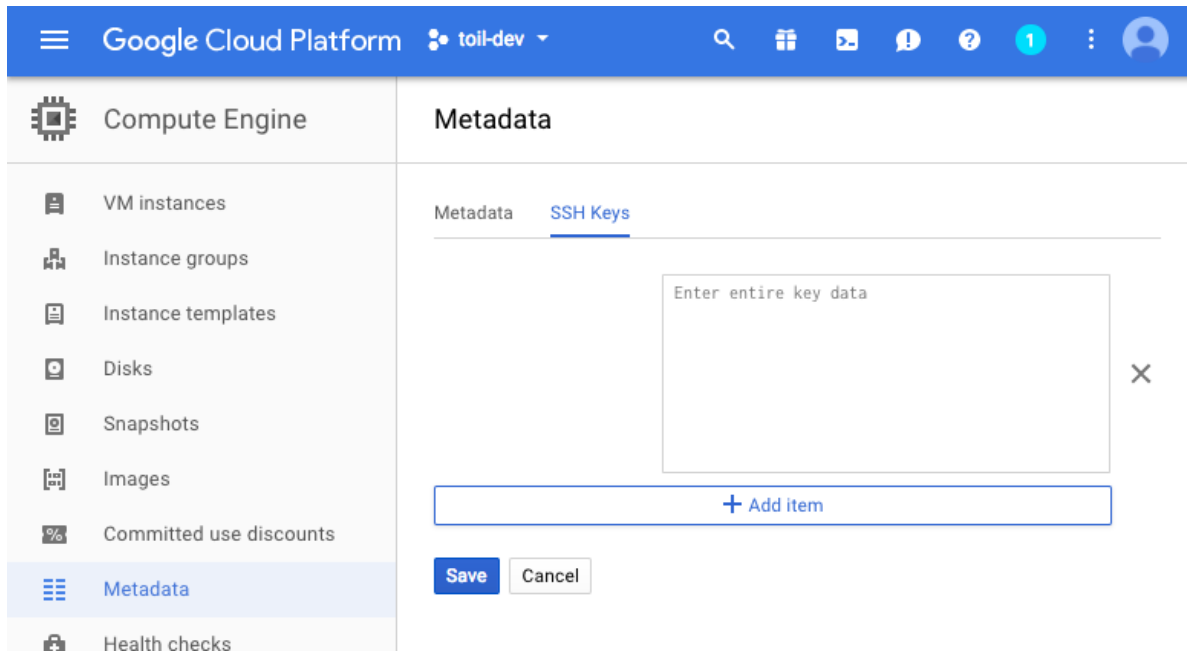 Google Cloud Platform toil-dev 1
Compute Engine
Metadata
VM instances
Instance groups
Instance templates
Disks
Snapshots
Images
Committed use discounts
Metadata
Health checks
Metadata SSH Keys
Enter entire key data
+ Add item
Save Cancel